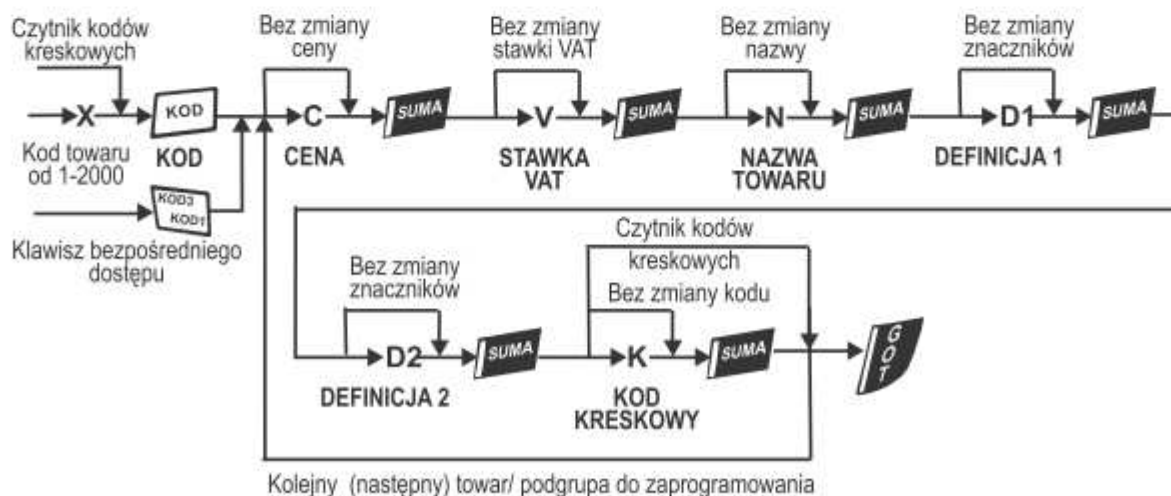 Czytnik kodów
kreskowych
X
KOD
Kod towaru
od 1-2000
KOD
KOD3
KOD1
Klawisz bezpośredniego
dostępu
Bez zmiany
ceny
C
SUMA
CENA
Bez zmiany
stawki VAT
V
SUMA
STAWKA
VAT
Bez zmiany
nazwy
N
SUMA
NAZWA
TOWARU
Bez zmiany
znaczników
D1
SUMA
DEFINICJA 1
Bez zmiany
znaczników
D2
SUMA
DEFINICJA 2
Czytnik kodów
kreskowych
Bez zmiany kodu
K
SUMA
KOD
KRESKOWY
GOT
Kolejny (następny) towar/ podgrupa do zaprogramowania